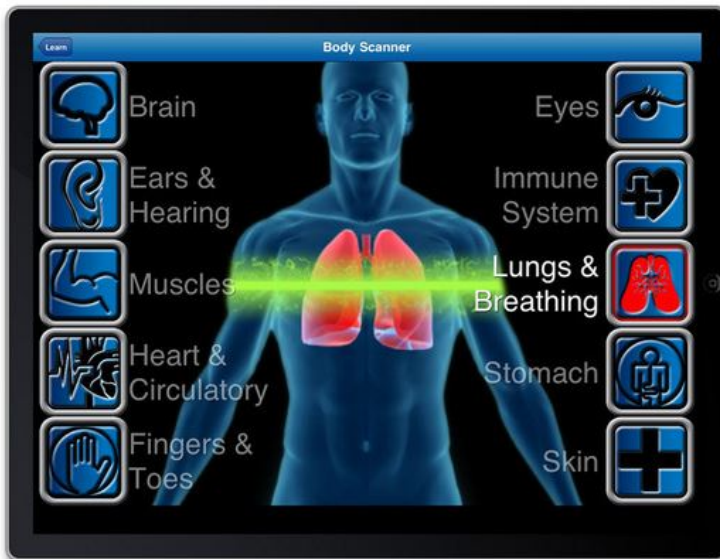 Learn
Body Scanner
Brain
Eyes
Ears &
Hearing
Immune
System
Muscles
Lungs &
Breathing
Heart &
Circulatory
Stomach
Fingers &
Toes
Skin